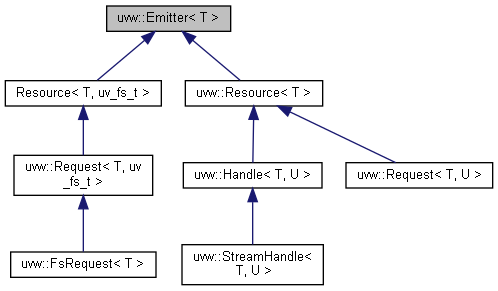 uvw::Emitter< T >
Resource< T, uv_fs_t >
uvw::Resource< T >
uvw::Request< T, uv
_fs_t >
uvw::Handle< T, U >
uvw::Request< T, U >
uvw::FsRequest< T >
uvw::StreamHandle<
T, U >